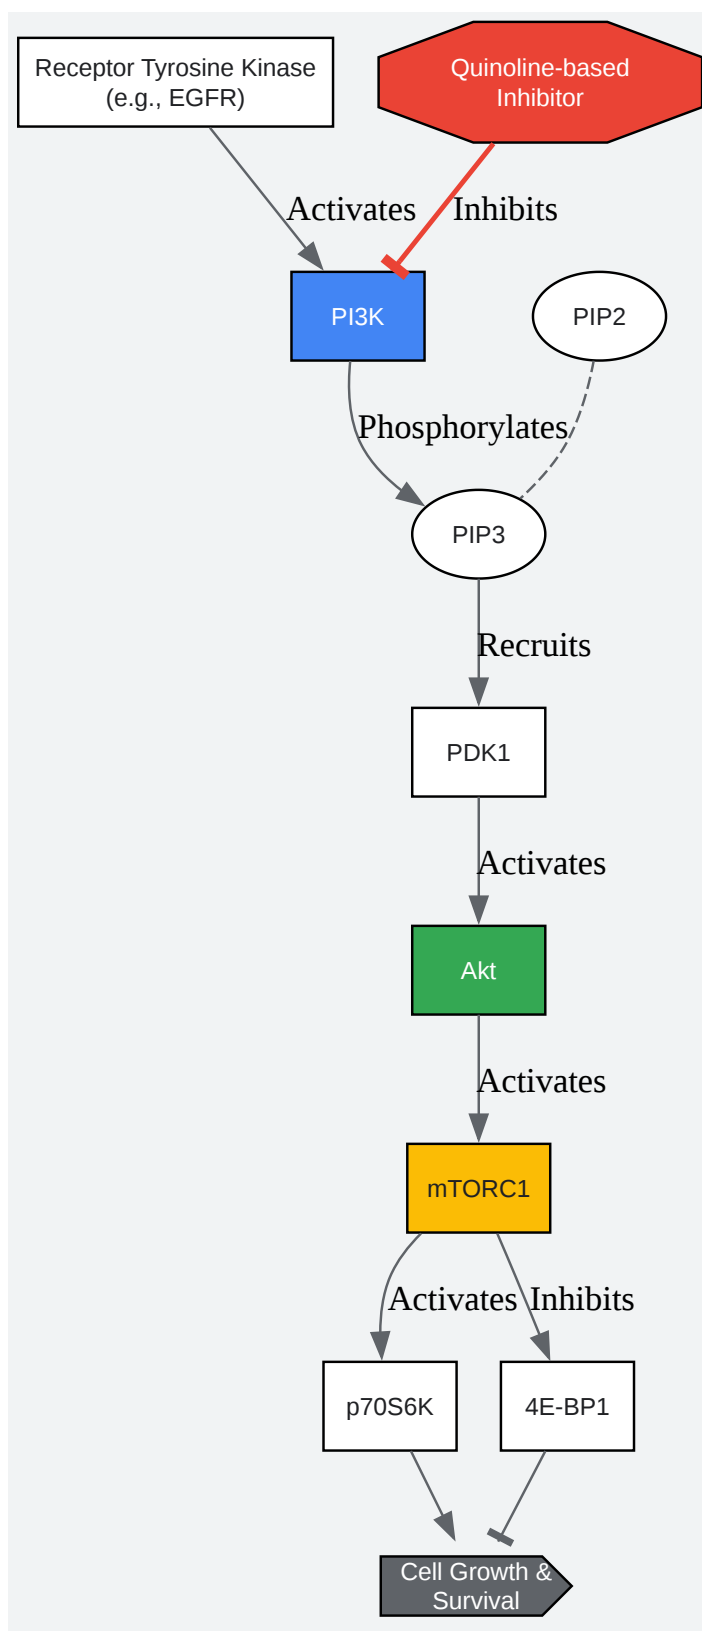 Receptor Tyrosine Kinase
(e.g., EGFR)
Quinoline-based
Inhibitor
Activates
Inhibits
PI3K
PIP2
Phosphorylates
PIP3
Recruits
PDK1
Activates
Akt
Activates
mTORC1
Activates
Inhibits
p70S6K
4E-BP1
Cell Growth &
Survival